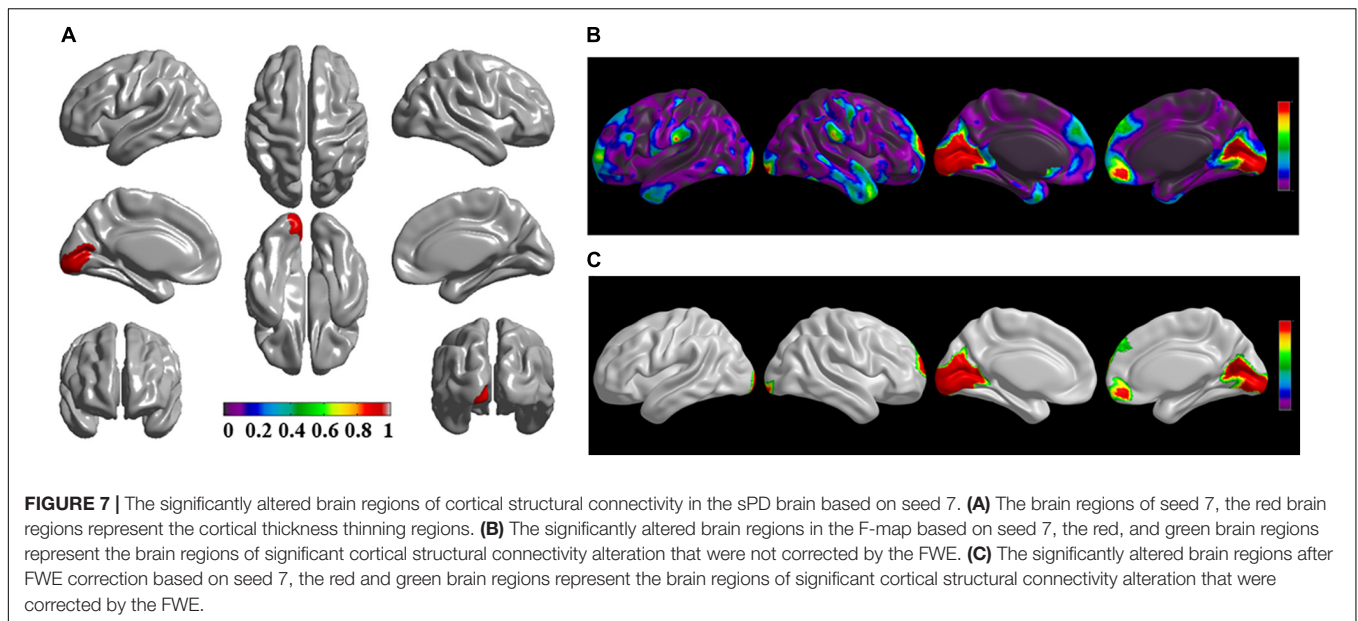 A
B
C
0 0.2 0.4 0.6 0.8 1
FIGURE 7 | The significantly altered brain regions of cortical structural connectivity in the sPD brain based on seed 7. (A) The brain regions of seed 7, the red brain
regions represent the cortical thickness thinning regions. (B) The significantly altered brain regions in the F-map based on seed 7, the red, and green brain regions
represent the brain regions of significant cortical structural connectivity alteration that were not corrected by the FWE. (C) The significantly altered brain regions after
FWE correction based on seed 7, the red and green brain regions represent the brain regions of significant cortical structural connectivity alteration that were
corrected by the FWE.